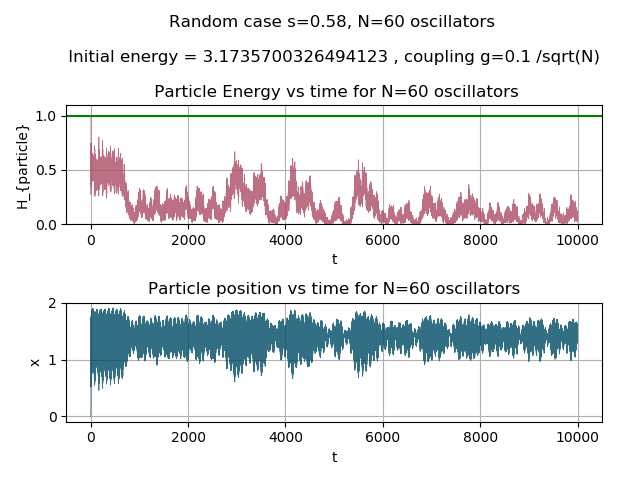 Random case s=0.58, N=60 oscillators
Initial energy = 3.1735700326494123 , coupling g=0.1 /sqrt(N)
Particle Energy vs time for N=60 oscillators
H_{particle}
1.0
0.5
0.0
0 2000 4000 6000 8000 10000
t
Particle position vs time for N=60 oscillators
x
2
1
0
0 2000 4000 6000 8000 10000
t